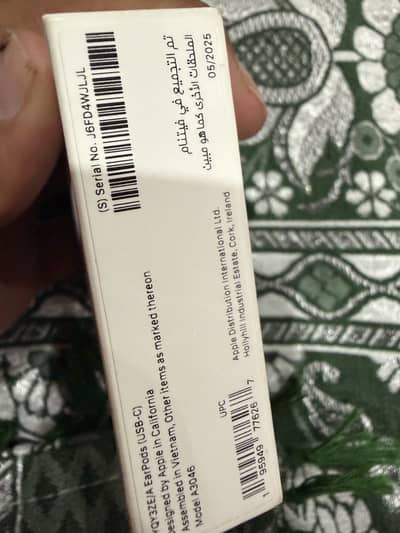 (S) Serial No. J6FD4WJLJL
تم التجميع في فيتنام
الملحقات الأخرى كما هو مبين
05/2025
YQY3ZE/A EarPods (USB-C)
Designed by Apple in California
Assembled in Vietnam, Other items as marked thereon
Model A3046
Apple Distribution International Ltd.
Hollyhill Industrial Estate, Cork, Ireland
UPC
1 95949 77626 7